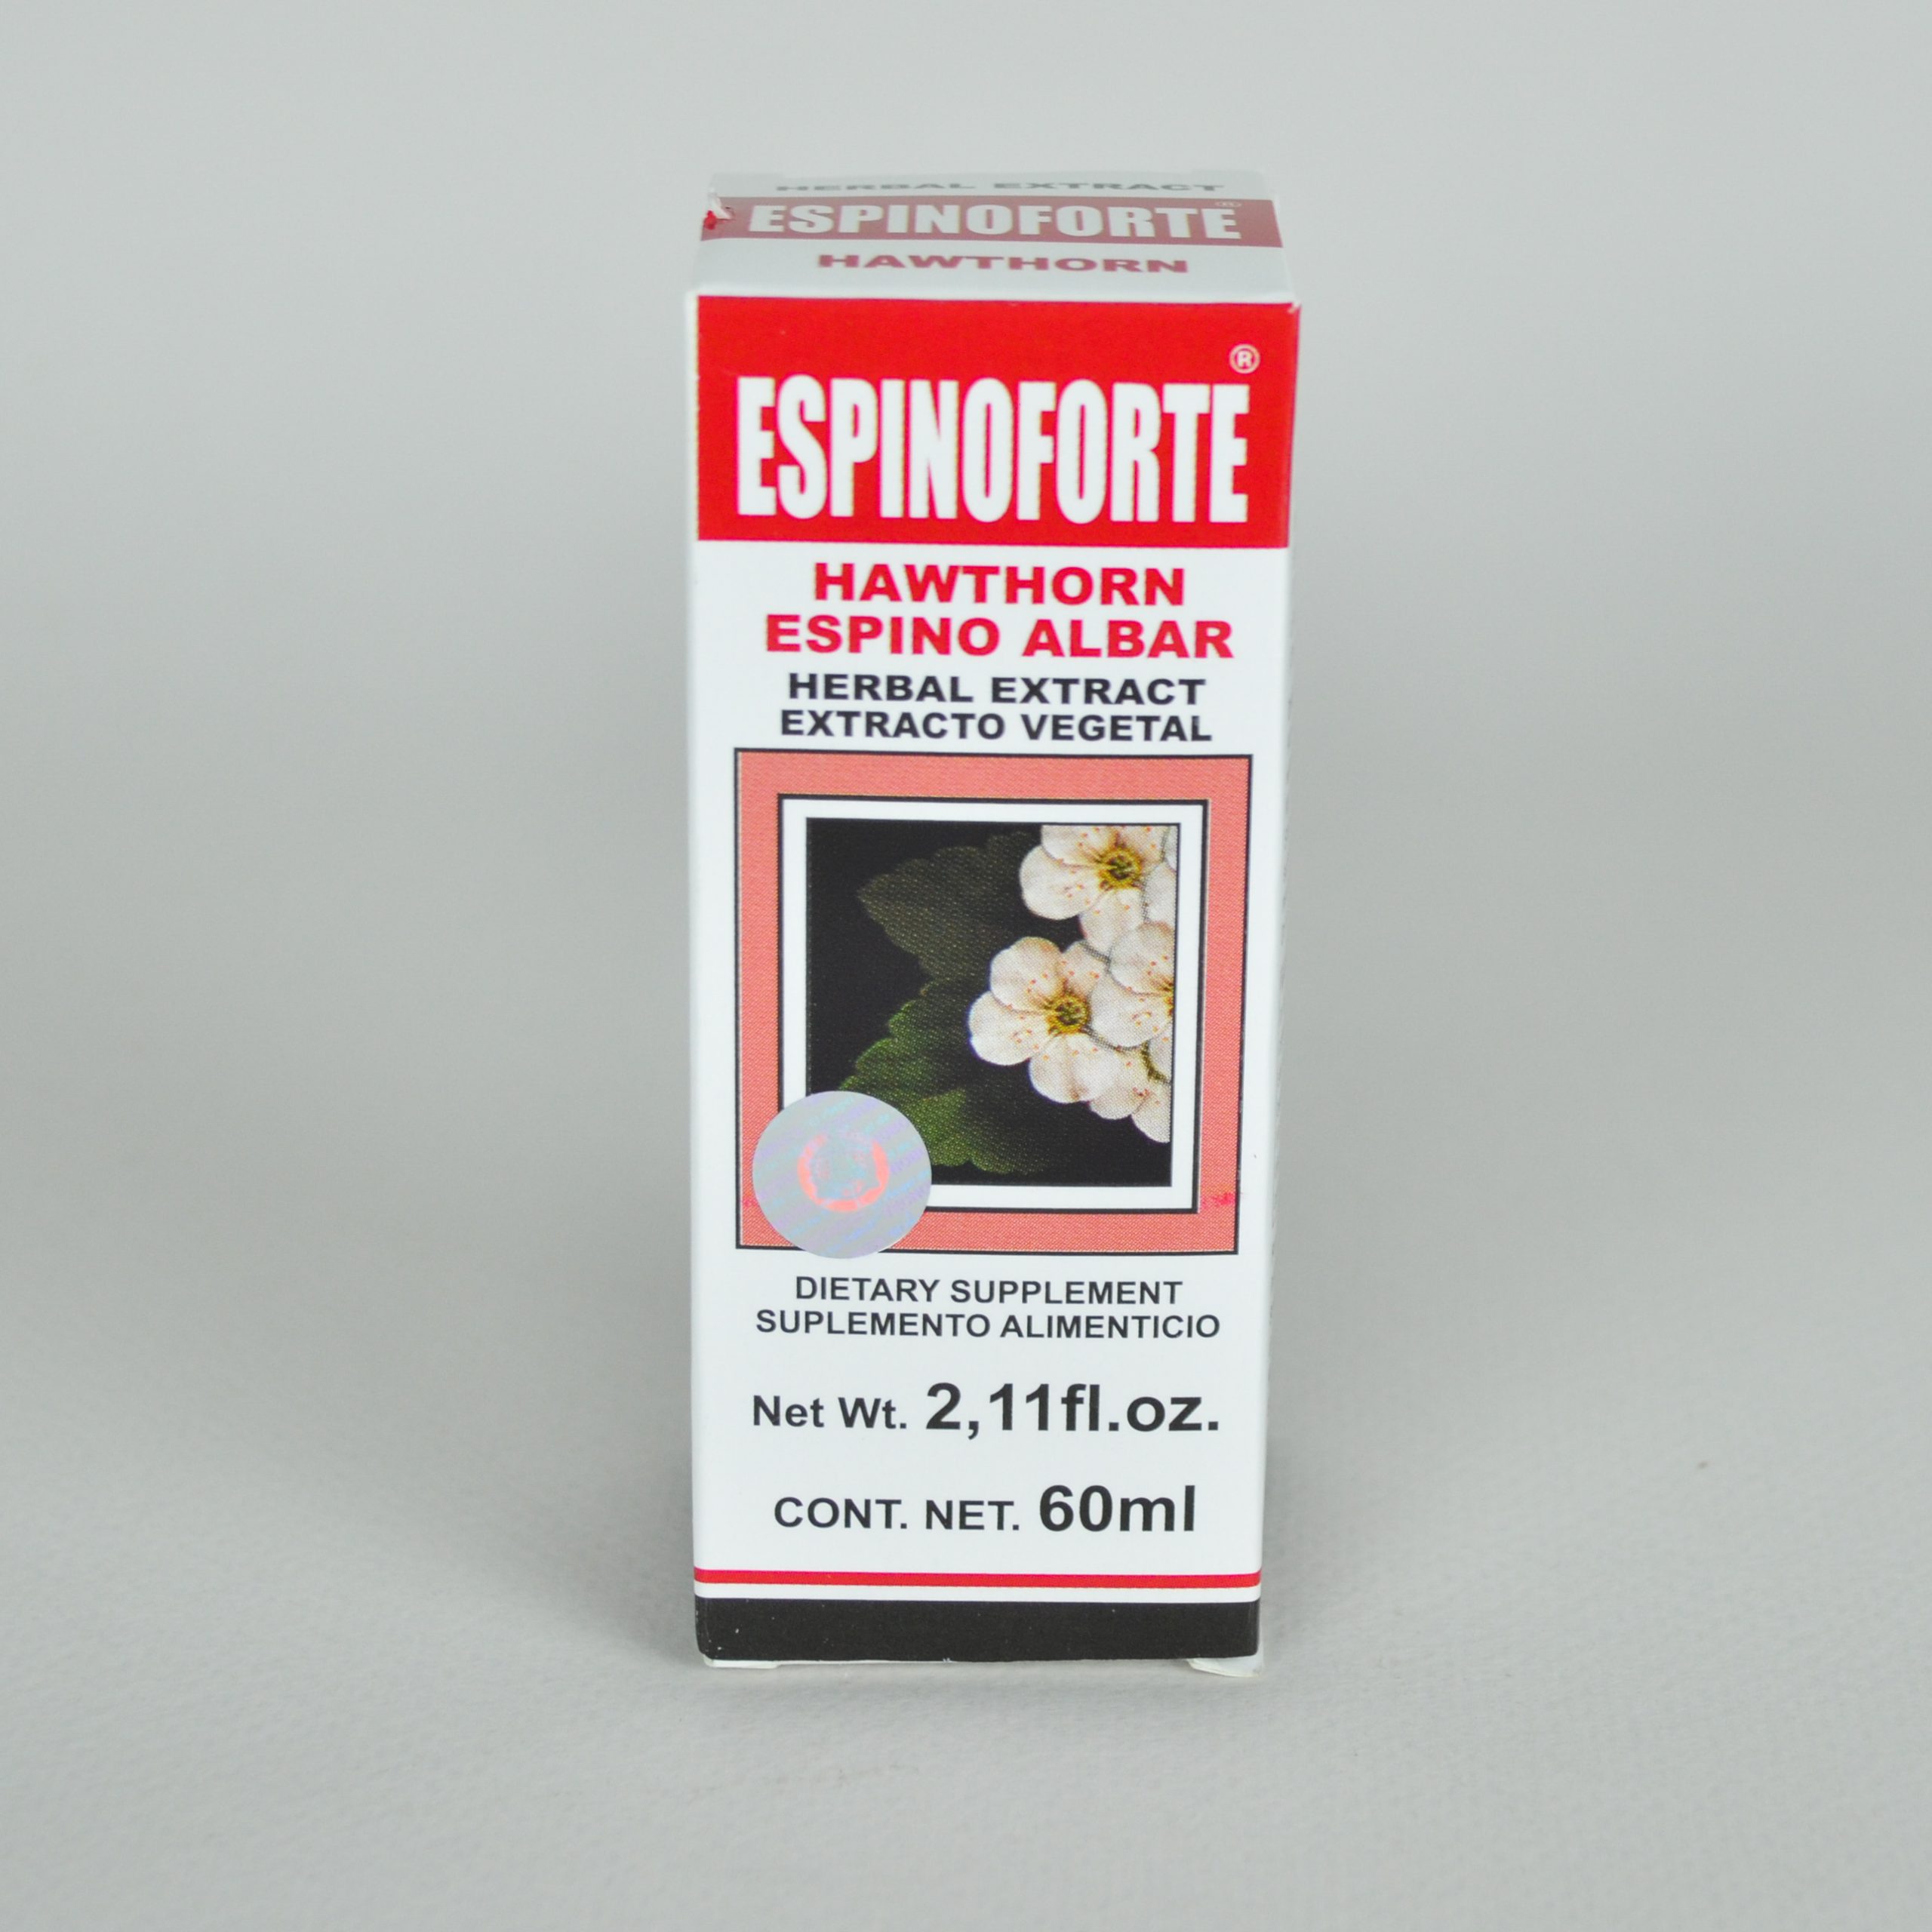 HERBAL EXTRACT
ESPINOFORTE®
HAWTHORN
ESPINOFORTE®
HAWTHORN
ESPINO ALBAR
HERBAL EXTRACT
EXTRACTO VEGETAL
DIETARY SUPPLEMENT
SUPLEMENTO ALIMENTICIO
Net Wt. 2,11fl.oz.
CONT. NET. 60ml